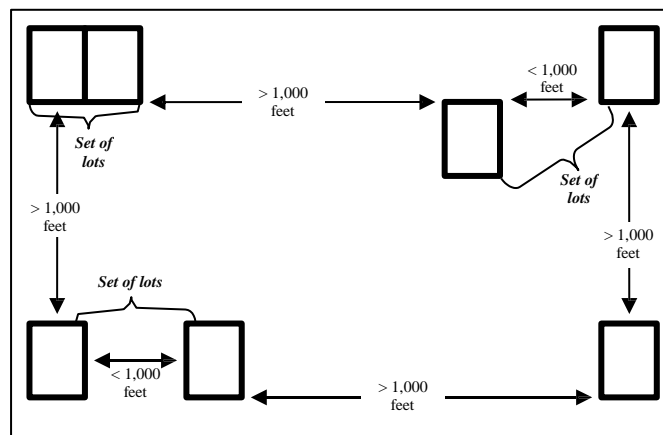 < 1,000
feet
> 1,000
feet
Set of
lots
Set of
lots
> 1,000
feet
> 1,000
feet
Set of lots
< 1,000
feet
> 1,000
feet